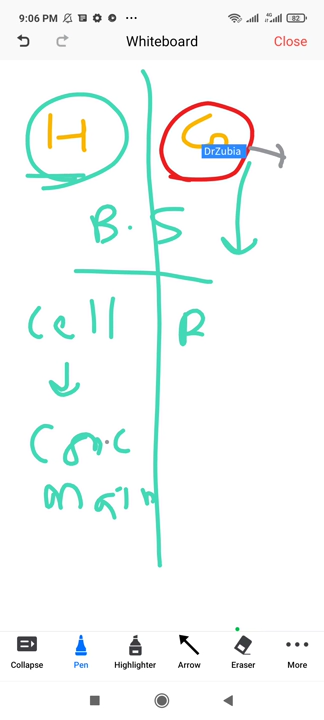 9:06 PM
82
Whiteboard
Close
H
DrZubia
B.S
Cell
R
Conc
main
Collapse
Pen
Highlighter
Arrow
Eraser
More